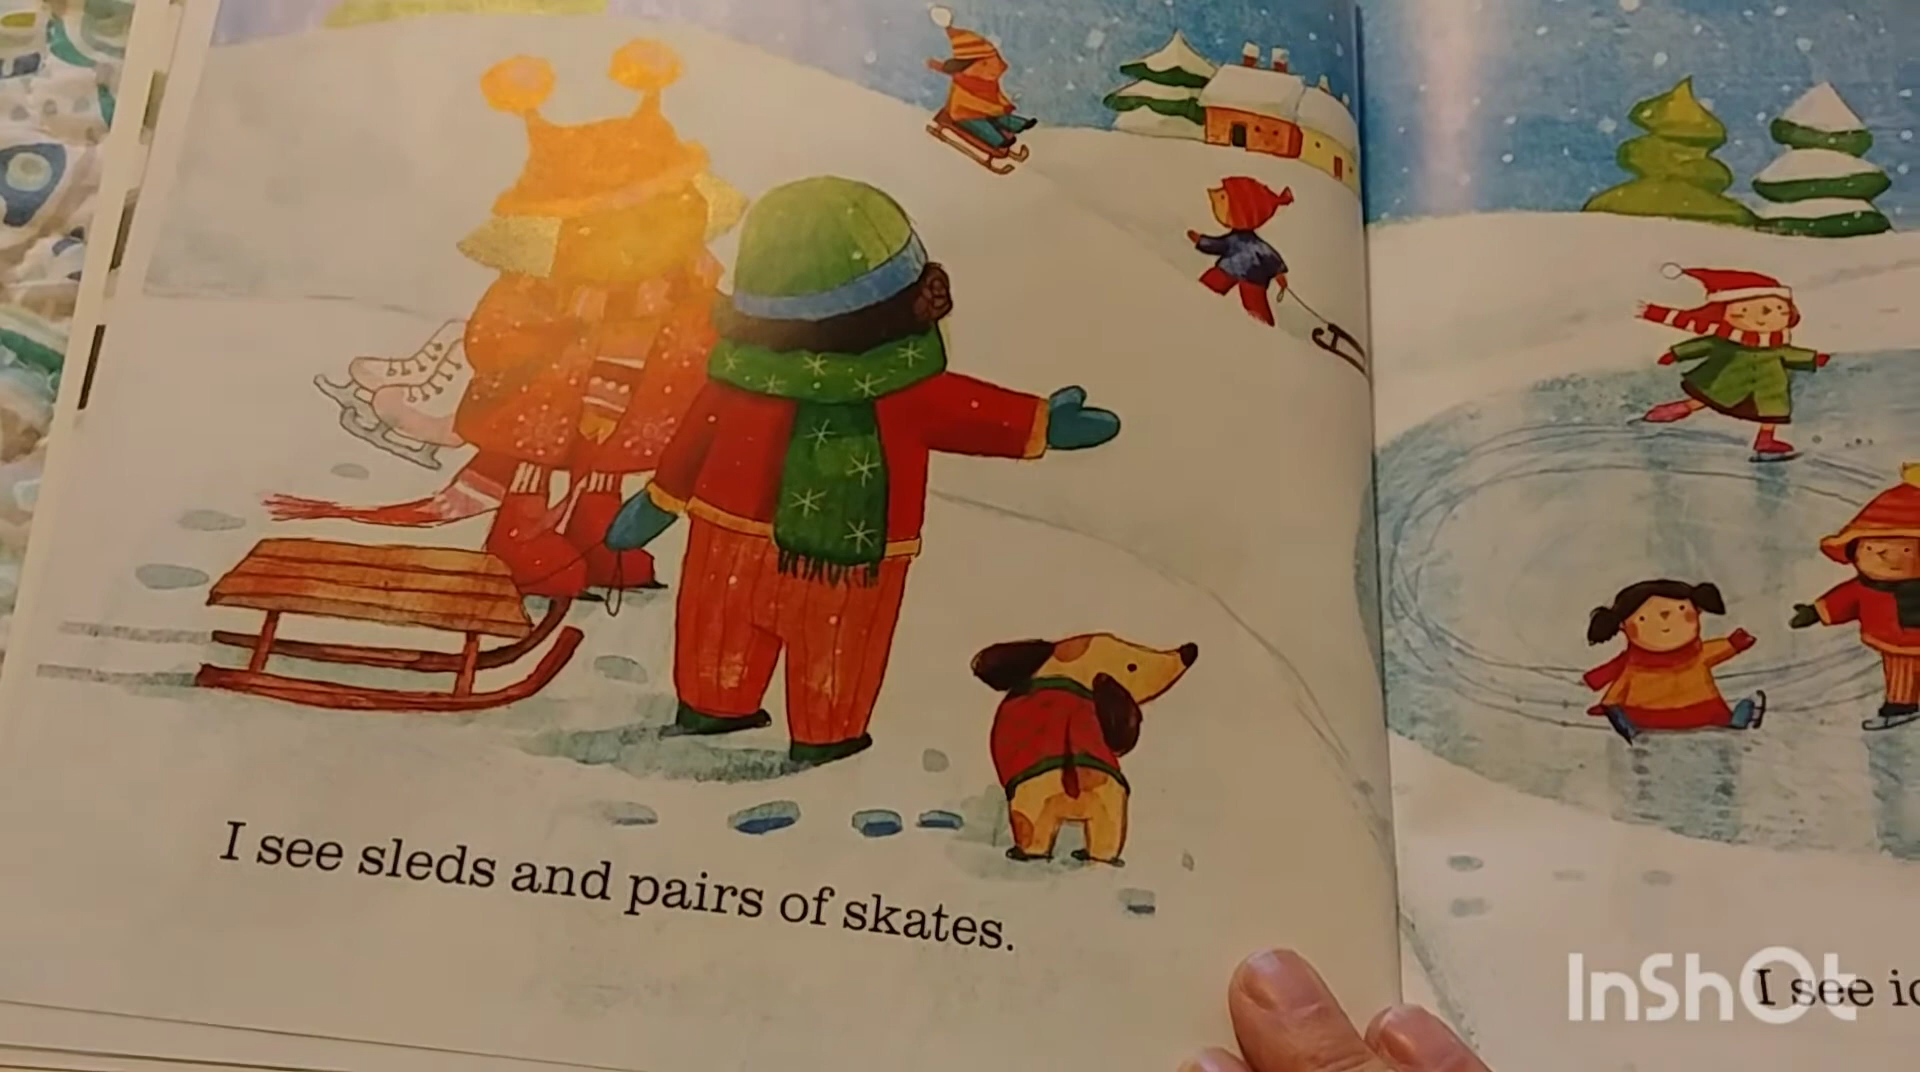 I see sleds and pairs of skates.
I see
InShOt